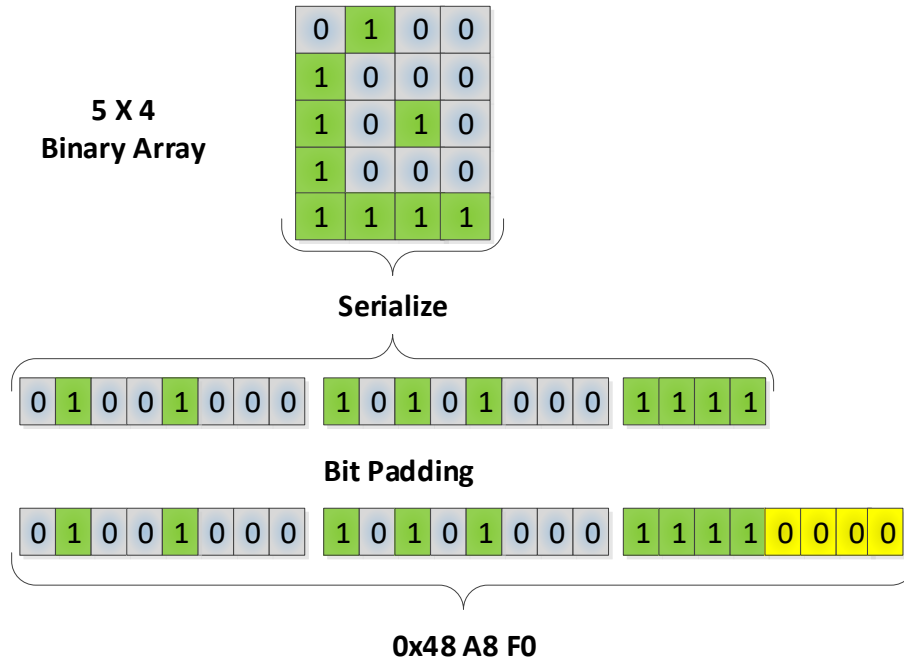 0 1 0 0
1 0 0 0
5 X 4
Binary Array
1 0 1 0
1 0 0 0
1 1 1 1
Serialize
0 1 0 0 1 0 0 0 1 0 1 0 1 0 0 0 1 1 1 1
Bit Padding
0 1 0 0 1 0 0 0 1 0 1 0 1 0 0 0 1 1 1 1 0 0 0 0
0x48 A8 F0